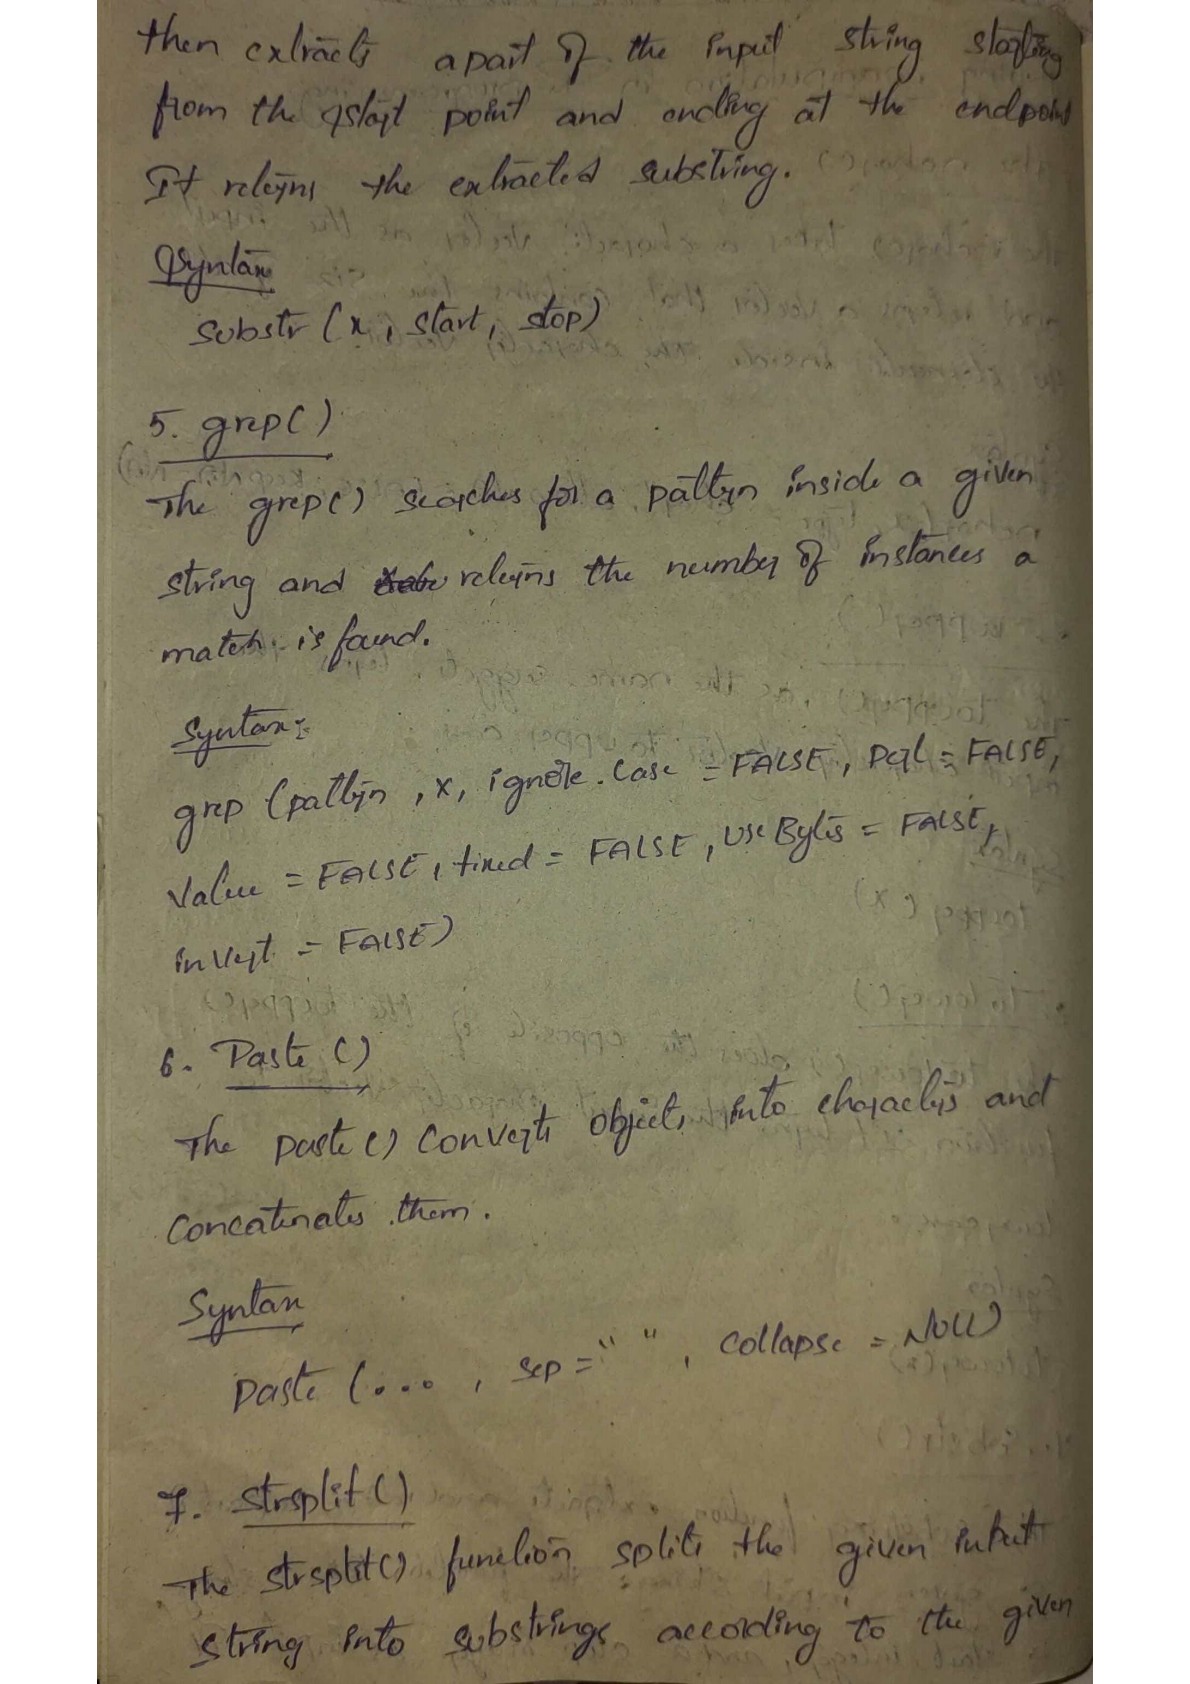 then extracts a part of the input string starting
from the start point and ending at the endpoint
It returns the extracted substring.
Syntax
substr (x, start, stop)
5. grep()
The grep() searches for a pattern inside a given
string and returns the number of instances a
match is found.
Syntax:
grep (pattern, x, ignore.case = FALSE, perl = FALSE,
value = FALSE, fixed = FALSE, useBytes = FALSE,
invert = FALSE)
6. Paste ()
The paste() converts objects into characters and
concatenates them.
Syntax
Paste (..., sep = " ", collapse = NULL)
7. strsplit()
The strsplit() function splits the given input
string into substrings according to the given